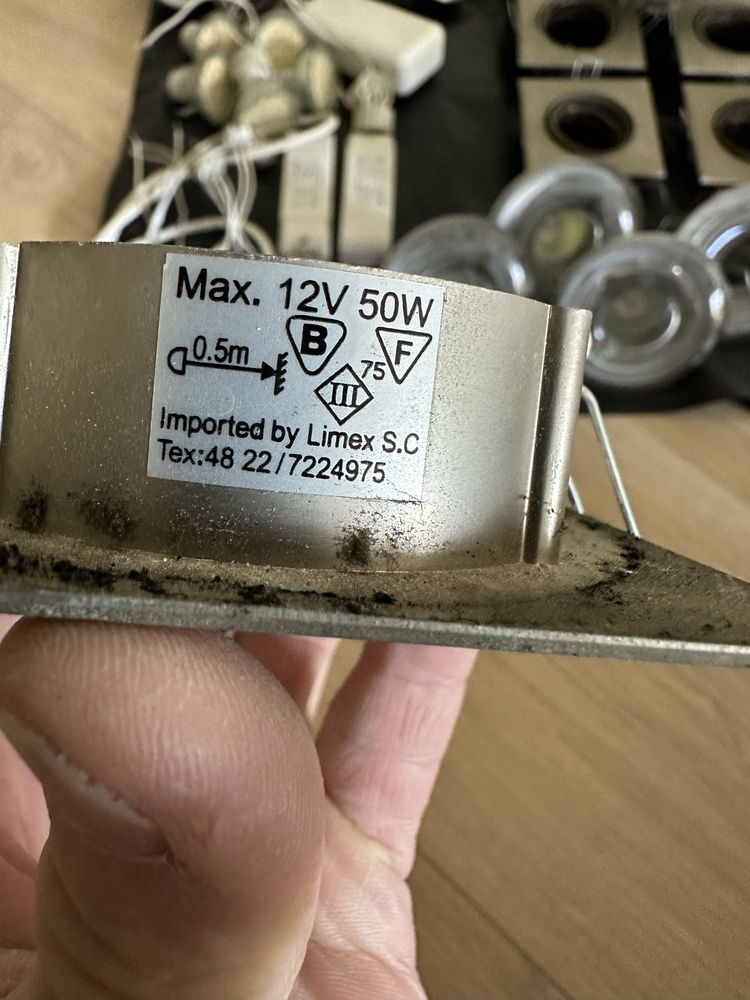 Max. 12V 50W
0.5m B 75 F
III
Imported by Limex S.C
Tex:48 22/7224975